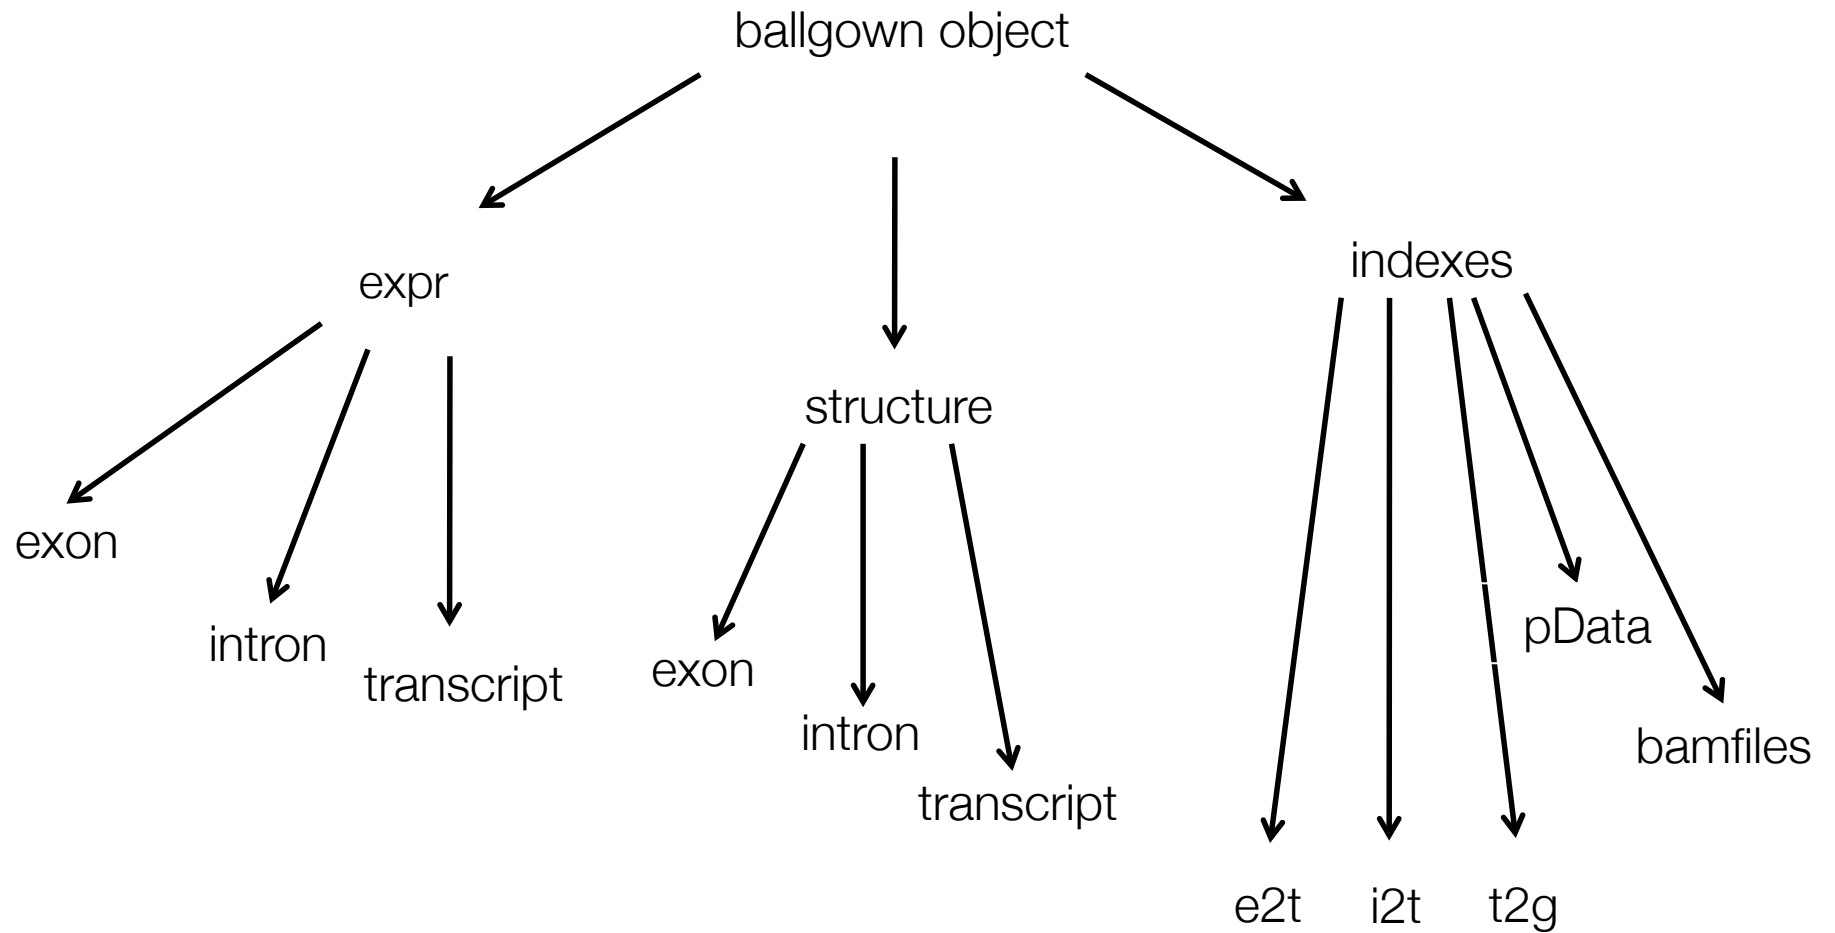 ballgown object
expr
indexes
structure
exon
intron
transcript
exon
intron
transcript
pData
bamfiles
e2t
i2t
t2g